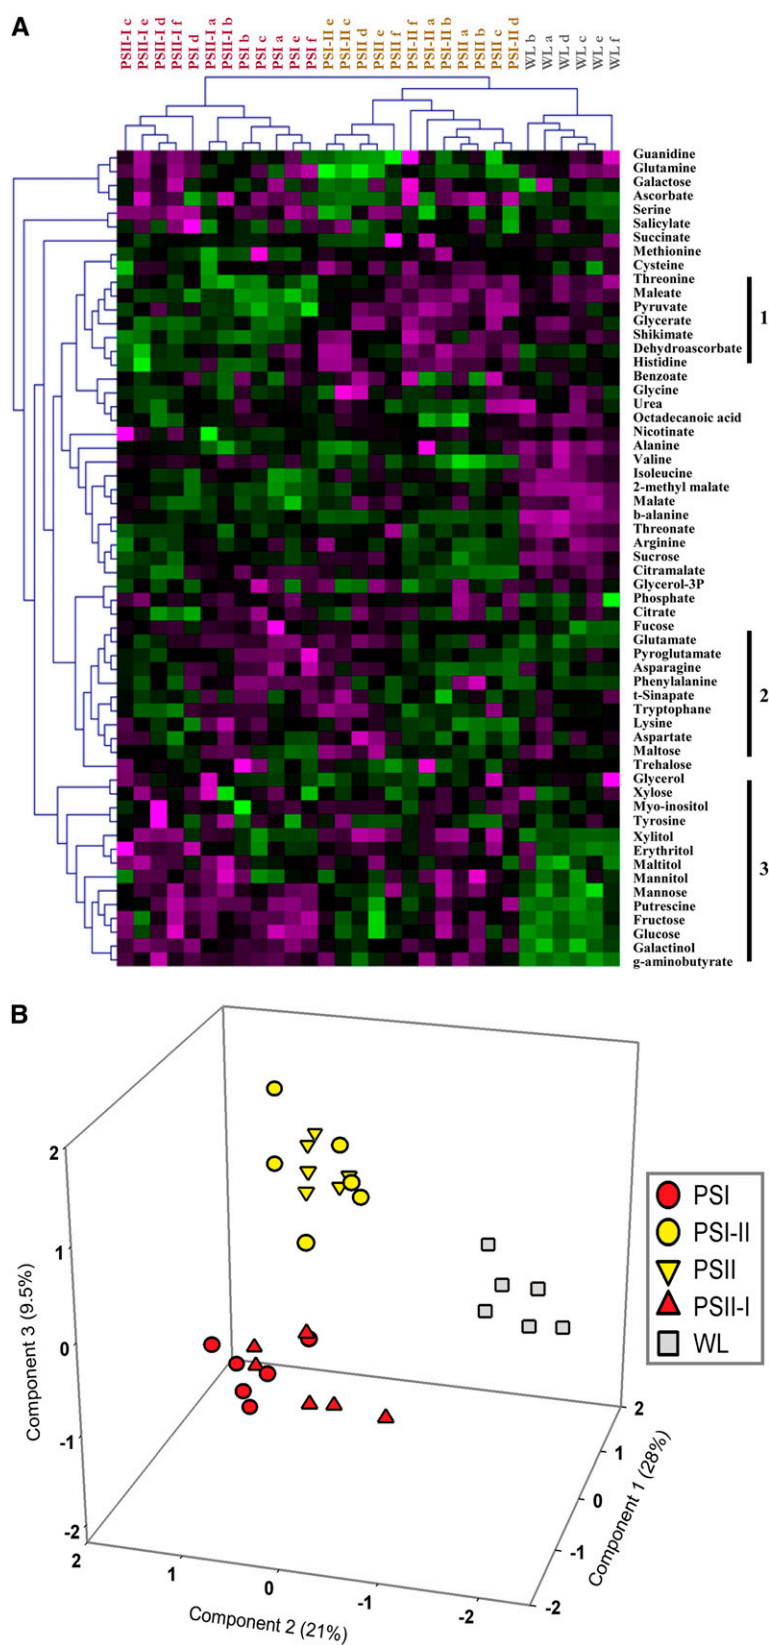 A
PSII-I c
PSII-I e
PSII-I d
PSII-I f
PSI d
PSII-I a
PSII-I b
PSI b
PSI c
PSI a
PSI e
PSI f
PSI-II e
PSI-II c
PSII d
PSII e
PSII f
PSI-II f
PSI-II a
PSI-II b
PSII a
PSII b
PSII c
PSI-II d
WL b
WL a
WL d
WL c
WL e
WL f
Guanidine
Glutamine
Galactose
Ascorbate
Serine
Salicylate
Succinate
Methionine
Cysteine
Threonine
Maleate
Pyruvate
Glycerate
Shikimate
Dehydroascorbate
Histidine
1
Benzoate
Glycine
Urea
Octadecanoic acid
Nicotinate
Alanine
Valine
Isoleucine
2-methyl malate
Malate
b-alanine
Threonate
Arginine
Sucrose
Citramalate
Glycerol-3P
Phosphate
Citrate
Fucose
Glutamate
Pyroglutamate
Asparagine
Phenylalanine
t-Sinapate
Tryptophane
Lysine
Aspartate
Maltose
2
Trehalose
Glycerol
Xylose
Myo-inositol
Tyrosine
Xylitol
Erythritol
Maltitol
Mannitol
Mannose
Putrescine
Fructose
Glucose
Galactinol
g-aminobutyrate
3
B
2
1
0
-1
-2
Component 3 (9.5%)
2
1
0
-1
-2
Component 2 (21%)
2
1
0
-1
-2
Component 1 (28%)
PSI
PSI-II
PSII
PSII-I
WL